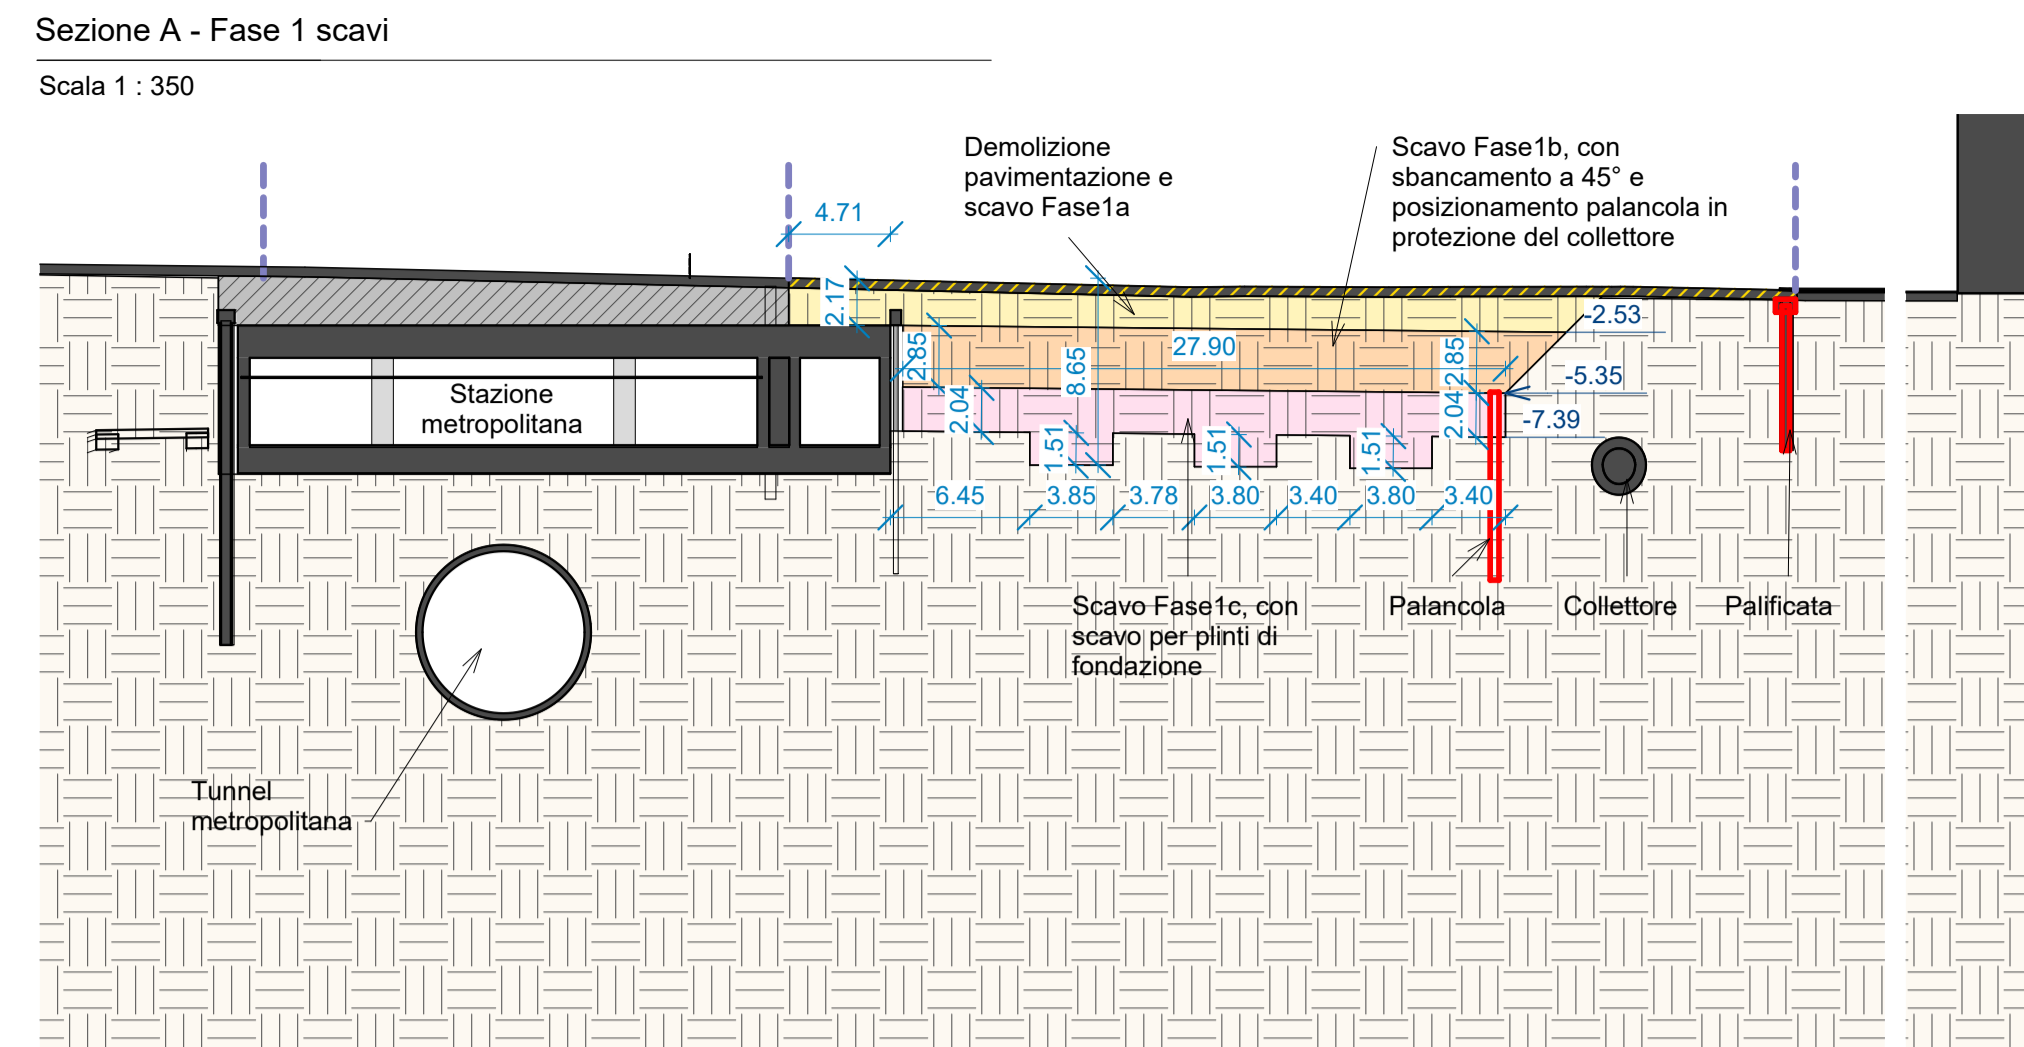 Sezione A - Fase 1 scavi
Scala 1 : 350
Demolizione
pavimentazione e
scavo Fase1a
Scavo Fase1b, con
sbancamento a 45° e
posizionamento palancola in
protezione del collettore
4.71
2.17
2.85
8.65
27.90
2.85
-2.53
-5.35
-7.39
2.04
2.04
1.51
1.51
1.51
Stazione
metropolitana
6.45
3.85
3.78
3.80
3.40
3.80
3.40
Scavo Fase1c, con
scavo per plinti di
fondazione
Palancola
Collettore
Palificata
Tunnel
metropolitana